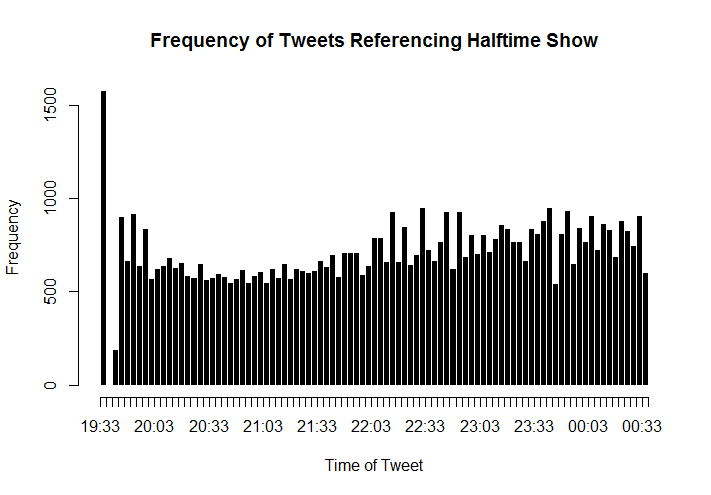 Frequency of Tweets Referencing Halftime Show
Frequency
1500
1000
500
0
19:33 20:03 20:33 21:03 21:33 22:03 22:33 23:03 23:33 00:03 00:33
Time of Tweet